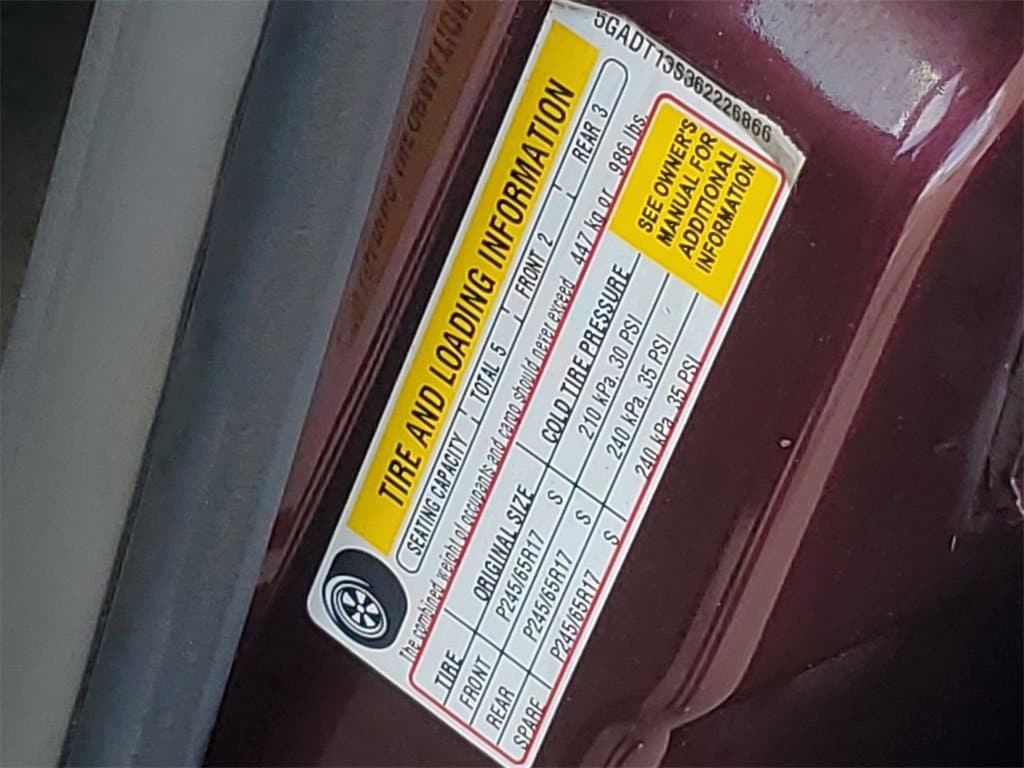 5GADT13S362226866
TIRE AND LOADING INFORMATION
SEATING CAPACITY TOTAL 5 FRONT 2 REAR 3
The combined weight of occupants and cargo should never exceed 447 kg or 986 lbs.
TIRE ORIGINAL SIZE COLD TIRE PRESSURE
FRONT P245/65R17 S 210 kPa, 30 PSI
REAR P245/65R17 S 240 kPa, 35 PSI
SPARE P245/65R17 S 240 kPa, 35 PSI
SEE OWNER'S
MANUAL FOR
ADDITIONAL
INFORMATION